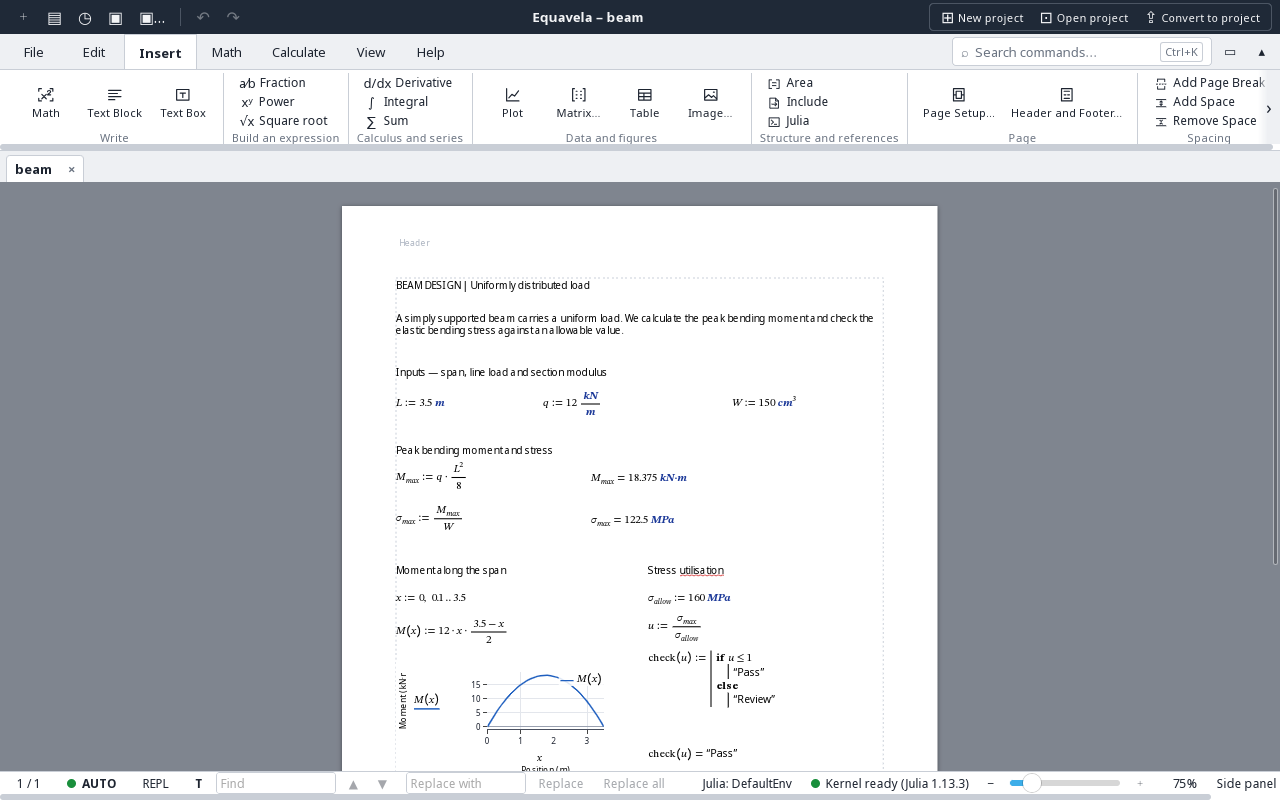 Equavela – beam
New project
Open project
Convert to project
File Edit Insert Math Calculate View Help
Search commands... Ctrl+K
Math Text Block Text Box
Write
a/b Fraction
xʸ Power
√x Square root
Build an expression
d/dx Derivative
∫ Integral
∑ Sum
Calculus and series
Plot Matrix... Table Image...
Data and figures
Area
Include
Julia
Structure and references
Page Setup... Header and Footer...
Page
Add Page Break
Add Space
Remove Space
Spacing
beam ×
Header
BEAM DESIGN | Uniformly distributed load
A simply supported beam carries a uniform load. We calculate the peak bending moment and check the
elastic bending stress against an allowable value.
Inputs — span, line load and section modulus
L := 3.5 m q := 12 kN/m W := 150 cm³
Peak bending moment and stress
M_max := q · L²/8 M_max = 18.375 kN·m
σ_max := M_max/W σ_max = 122.5 MPa
Moment along the span
x := 0, 0.1 .. 3.5
M(x) := 12 · x · (3.5 − x)/2
M(x)
M(x)
15
10
5
0
0 1 2 3
x
Position (m)
Stress utilisation
σ_allow := 160 MPa
u := σ_max/σ_allow
check(u) := if u ≤ 1
“Pass”
else
“Review”
check(u) = “Pass”
1 / 1 AUTO REPL T Find Replace with Replace Replace all Julia: DefaultEnv Kernel ready (Julia 1.13.3) − + 75% Side panel